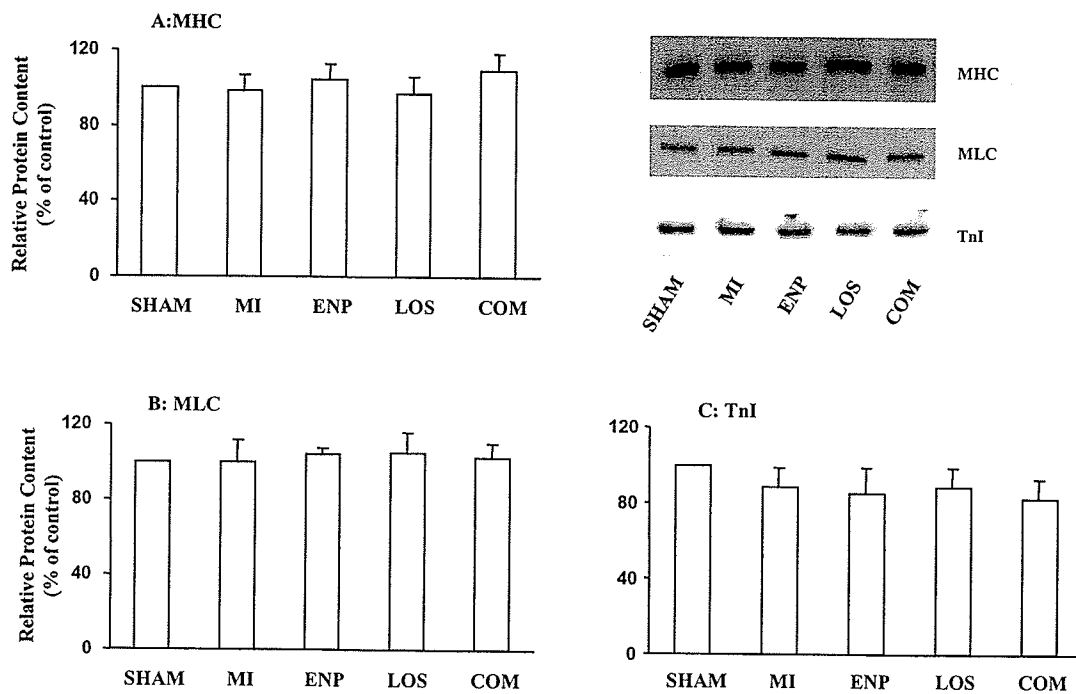 A:MHC
Relative Protein Content
(% of control)
120
80
40
0
SHAM MI ENP LOS COM
MHC
MLC
TnI
SHAM MI ENP LOS COM
B: MLC
Relative Protein Content
(% of control)
120
80
40
0
SHAM MI ENP LOS COM
C: TnI
120
80
40
0
SHAM MI ENP LOS COM